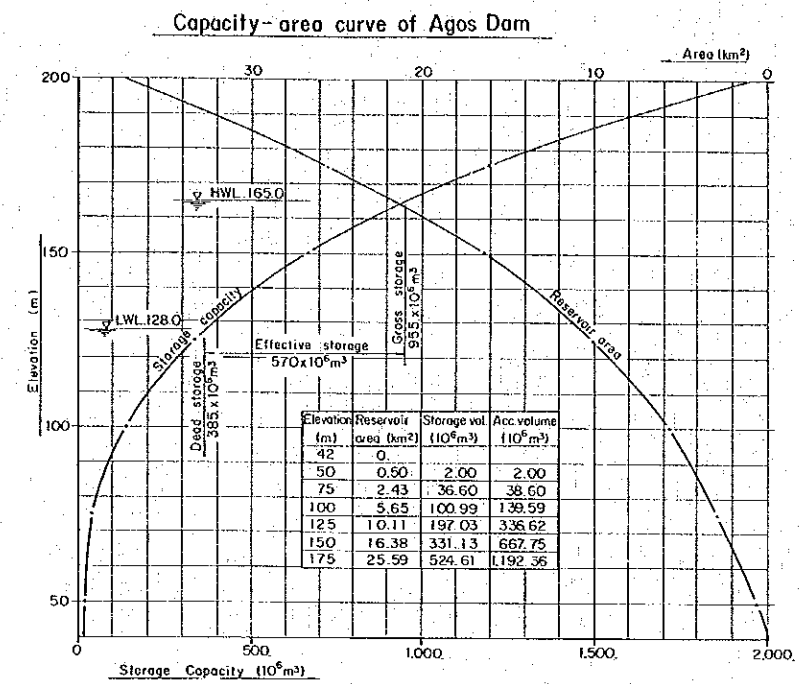 Capacity-area curve of Agos Dam
Area (km²)
30 20 10 0
200
HWL.165.0
150
LWL.128.0
100
50
Elevation (m)
Storage capacity
Reservoir area
Gross storage
955.x10⁶m³
Effective storage
570x10⁶m³
Dead storage
385.x10⁶m³
Elevation (m) Reservoir area (km²) Storage vol. (10⁶m³) Acc.volume (10⁶m³)
42 0.
50 0.50 2.00 2.00
75 2.43 36.60 38.60
100 5.65 100.99 139.59
125 10.11 197.03 336.62
150 16.38 331.13 667.75
175 25.59 524.61 1,192.36
0 500. 1.000. 1.500. 2.000.
Storage Capacity (10⁶m³)